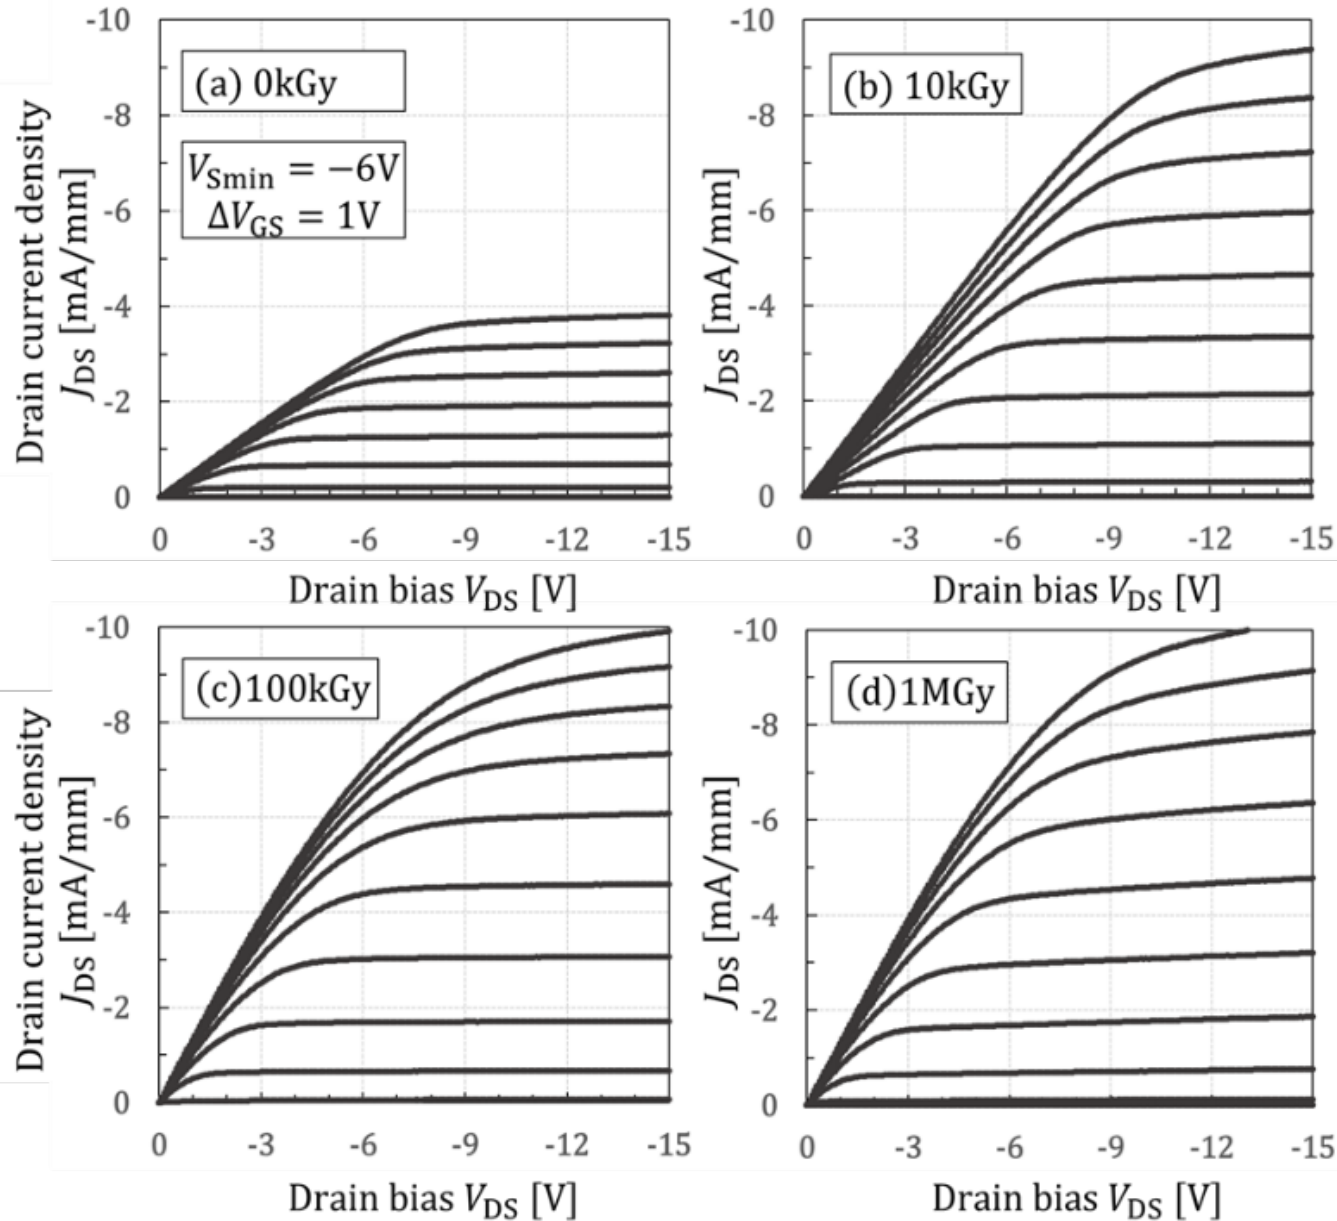 Drain current density
J_DS [mA/mm]
-10
-8
-6
-4
-2
0
(a) 0kGy
V_Smin = −6V
ΔV_GS = 1V
0 -3 -6 -9 -12 -15
Drain bias V_DS [V]
J_DS [mA/mm]
-10
-8
-6
-4
-2
0
(b) 10kGy
0 -3 -6 -9 -12 -15
Drain bias V_DS [V]
Drain current density
J_DS [mA/mm]
-10
-8
-6
-4
-2
0
(c)100kGy
0 -3 -6 -9 -12 -15
Drain bias V_DS [V]
J_DS [mA/mm]
-10
-8
-6
-4
-2
0
(d)1MGy
0 -3 -6 -9 -12 -15
Drain bias V_DS [V]